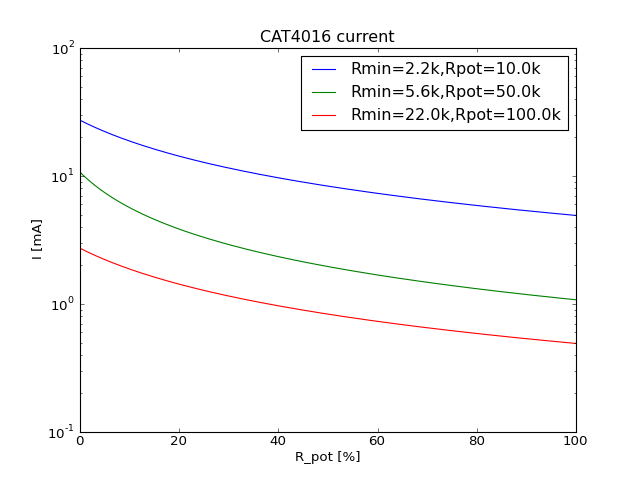 CAT4016 current
Rmin=2.2k,Rpot=10.0k
Rmin=5.6k,Rpot=50.0k
Rmin=22.0k,Rpot=100.0k
I [mA]
10^2
10^1
10^0
10^-1
0 20 40 60 80 100
R_pot [%]